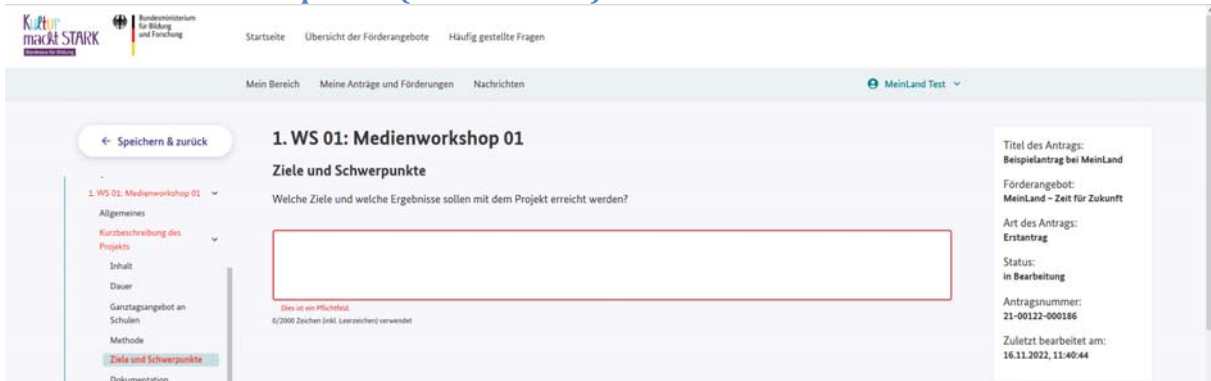 Kultur
macht STARK
Bündnisse für Bildung
Bundesministerium
für Bildung
und Forschung
Startseite Übersicht der Förderangebote Häufig gestellte Fragen
Mein Bereich Meine Anträge und Förderungen Nachrichten MeinLand Test
← Speichern & zurück
1. WS 01: Medienworkshop 01
Allgemeines
Kurzbeschreibung des
Projekts
Inhalt
Dauer
Ganztagsangebot an
Schulen
Methode
Ziele und Schwerpunkte
Dokumentation
1. WS 01: Medienworkshop 01
Ziele und Schwerpunkte
Welche Ziele und welche Ergebnisse sollen mit dem Projekt erreicht werden?
Dies ist ein Pflichtfeld.
0/2000 Zeichen (inkl. Leerzeichen) verwendet
Titel des Antrags:
Beispielantrag bei MeinLand
Förderangebot:
MeinLand – Zeit für Zukunft
Art des Antrags:
Erstantrag
Status:
in Bearbeitung
Antragsnummer:
21-00122-000186
Zuletzt bearbeitet am:
16.11.2022, 11:40:44